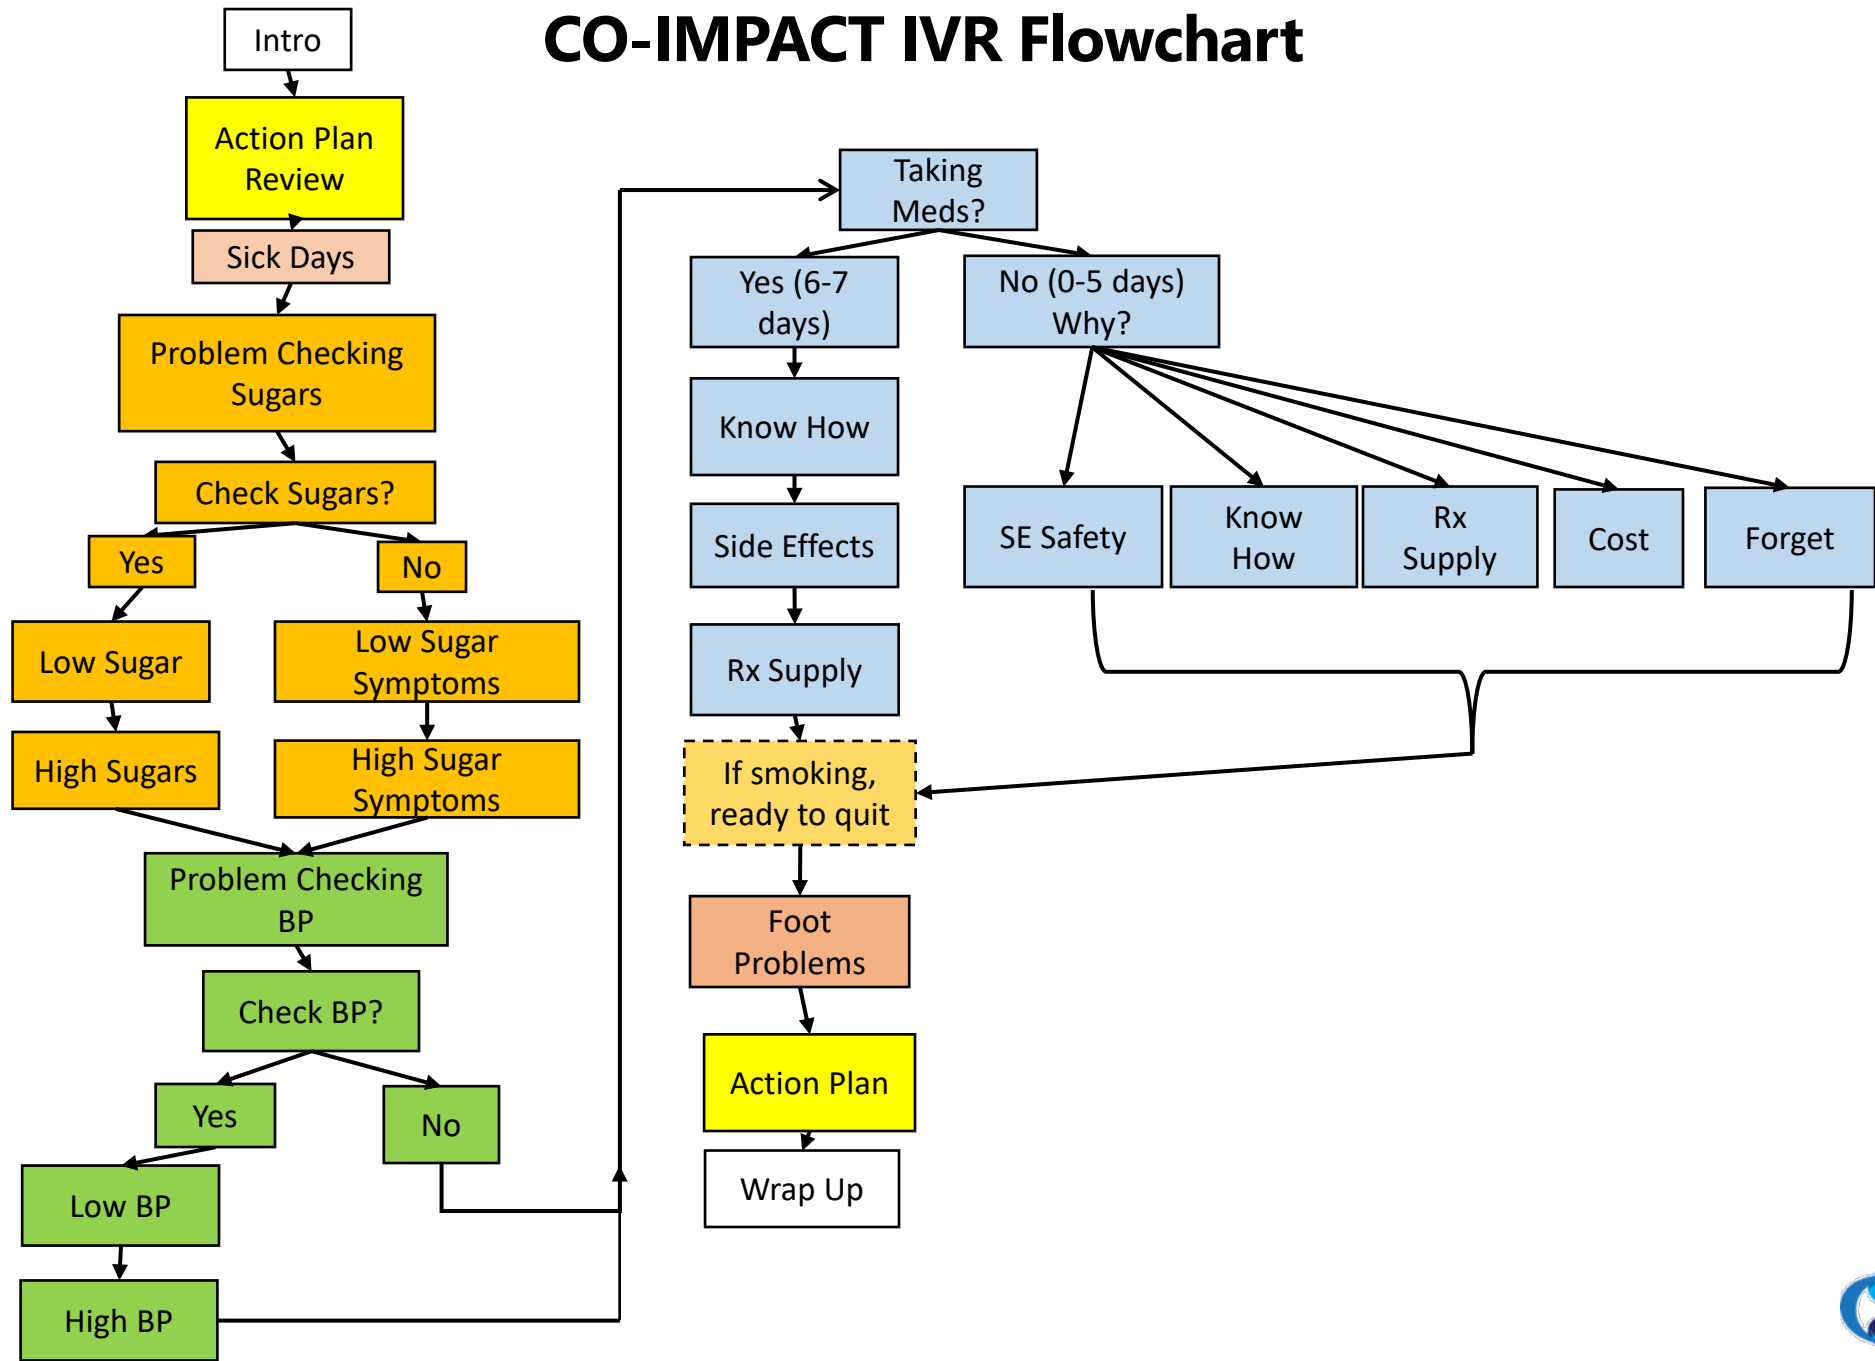 CO-IMPACT IVR Flowchart
Intro
Action Plan
Review
Sick Days
Problem Checking
Sugars
Check Sugars?
Yes
No
Low Sugar
Low Sugar
Symptoms
High Sugars
High Sugar
Symptoms
Problem Checking
BP
Check BP?
Yes
No
Low BP
High BP
Taking
Meds?
Yes (6-7
days)
No (0-5 days)
Why?
Know How
Side Effects
Rx Supply
SE Safety
Know
How
Rx
Supply
Cost
Forget
If smoking,
ready to quit
Foot
Problems
Action Plan
Wrap Up